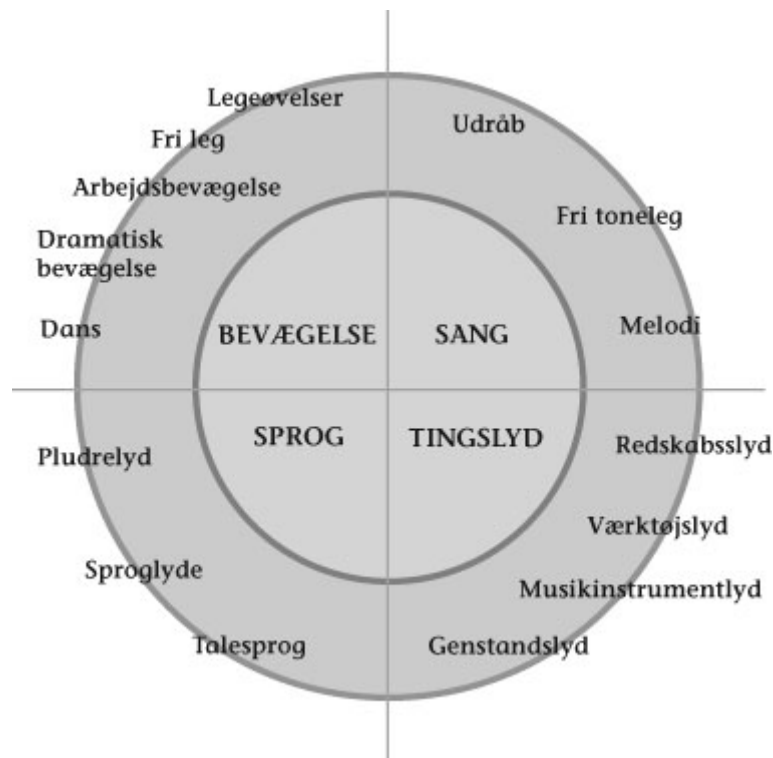 Legeøvelser
Udråb
Fri leg
Arbejdsbevægelse
Fri toneleg
Dramatisk
bevægelse
Dans
Melodi
BEVÆGELSE
SANG
SPROG
TINGSLYD
Pludrelyd
Redskabsslyd
Værktøjslyd
Sproglyde
Musikinstrumentlyd
Talesprog
Genstandslyd